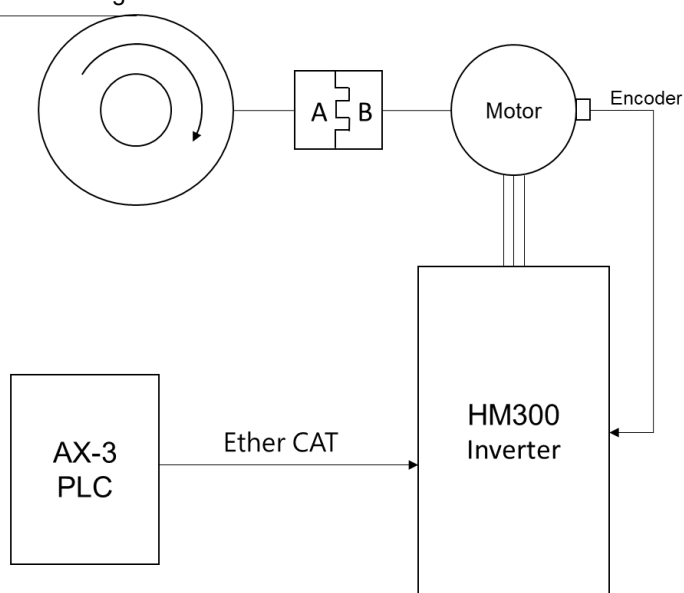 A B
Motor
Encoder
HM300
Inverter
AX-3
PLC
Ether CAT